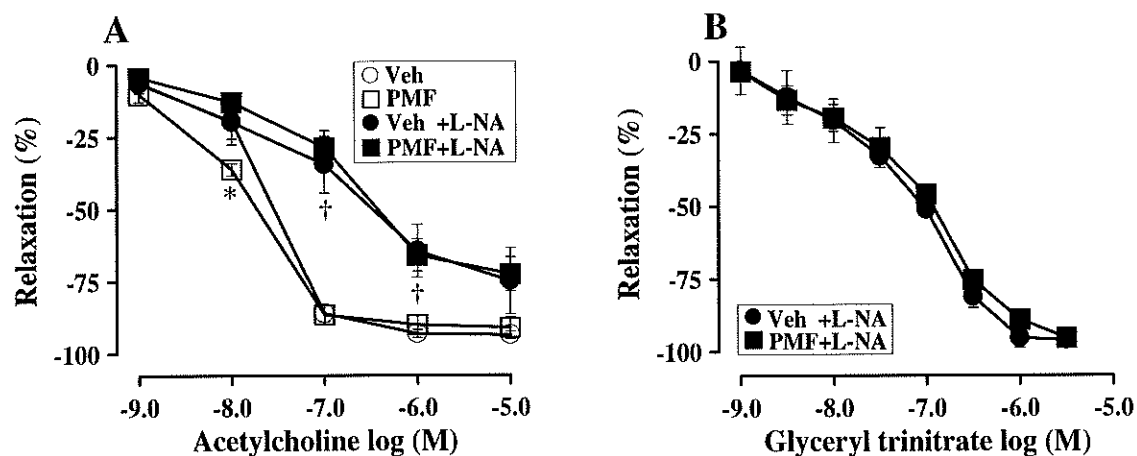 A
0
-25
-50
-75
-100
Relaxation (%)
Veh
PMF
Veh +L-NA
PMF+L-NA
*
†
†
-9.0 -8.0 -7.0 -6.0 -5.0
Acetylcholine log (M)
B
0
-25
-50
-75
-100
Relaxation (%)
Veh +L-NA
PMF+L-NA
-9.0 -8.0 -7.0 -6.0 -5.0
Glyceryl trinitrate log (M)